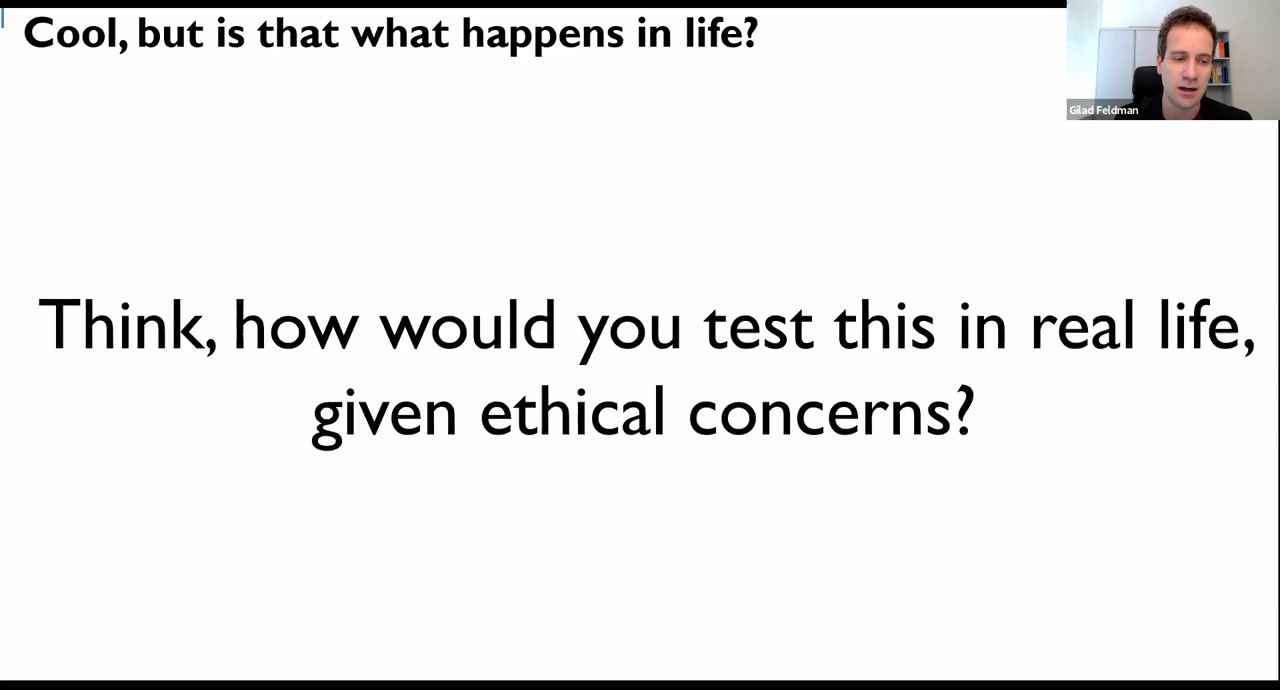 Cool, but is that what happens in life?
Gilad Feldman
Think, how would you test this in real life,
given ethical concerns?